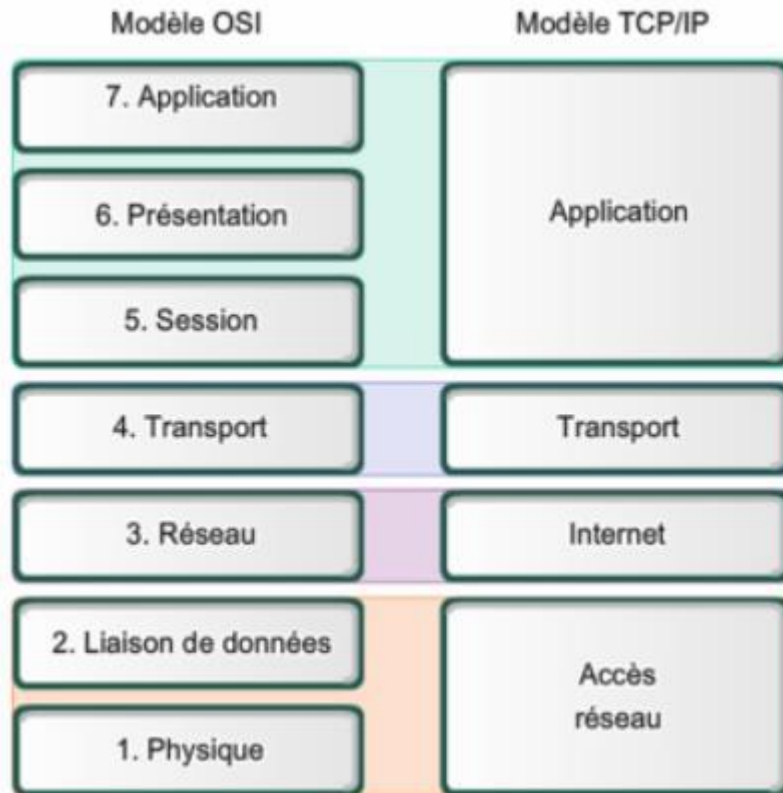 Modèle OSI
Modèle TCP/IP
7. Application
6. Présentation
5. Session
Application
4. Transport
Transport
3. Réseau
Internet
2. Liaison de données
1. Physique
Accès
réseau